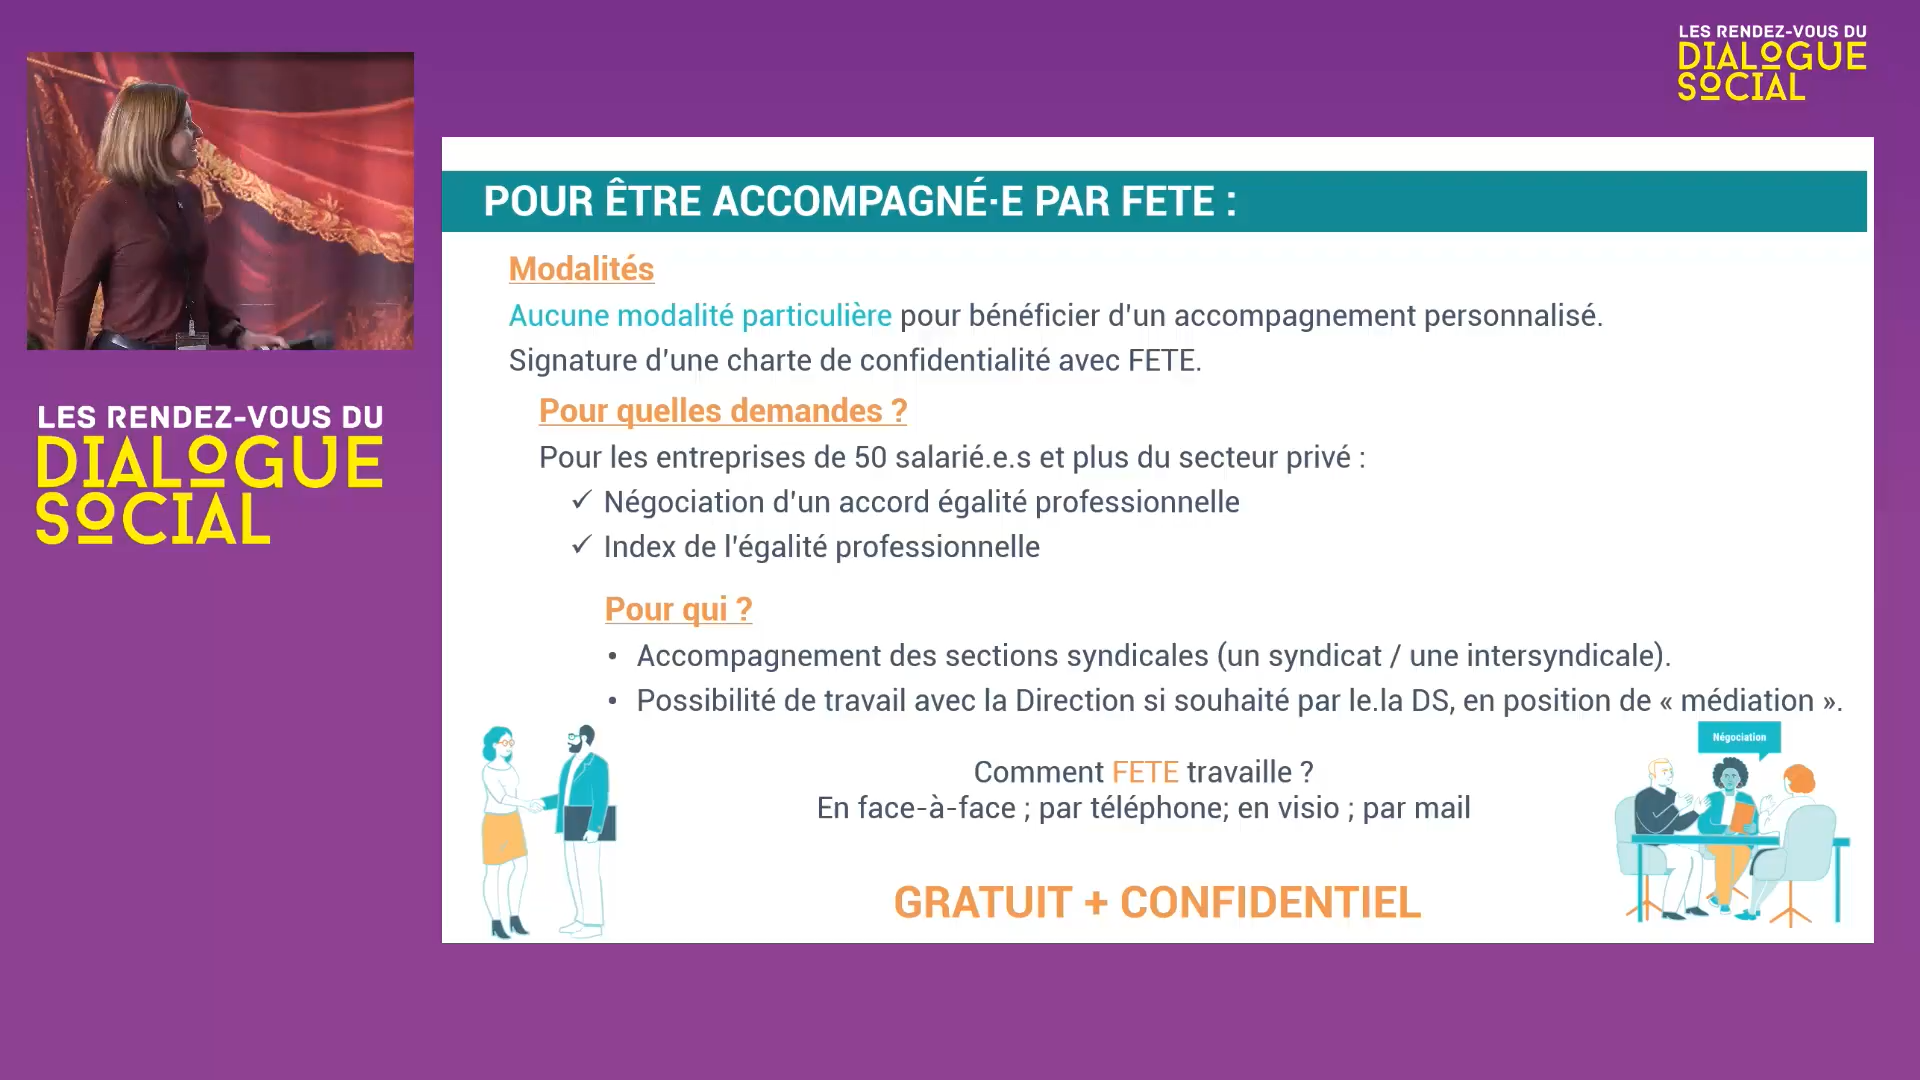 LES RENDEZ-VOUS DU
DIALOGUE
SOCIAL
LES RENDEZ-VOUS DU
DIALOGUE
SOCIAL
POUR ÊTRE ACCOMPAGNÉ·E PAR FETE :
Modalités
Aucune modalité particulière pour bénéficier d'un accompagnement personnalisé.
Signature d'une charte de confidentialité avec FETE.
Pour quelles demandes ?
Pour les entreprises de 50 salarié.e.s et plus du secteur privé :
✓ Négociation d'un accord égalité professionnelle
✓ Index de l'égalité professionnelle
Pour qui ?
• Accompagnement des sections syndicales (un syndicat / une intersyndicale).
• Possibilité de travail avec la Direction si souhaité par le.la DS, en position de « médiation ».
Négociation
Comment FETE travaille ?
En face-à-face ; par téléphone; en visio ; par mail
GRATUIT + CONFIDENTIEL